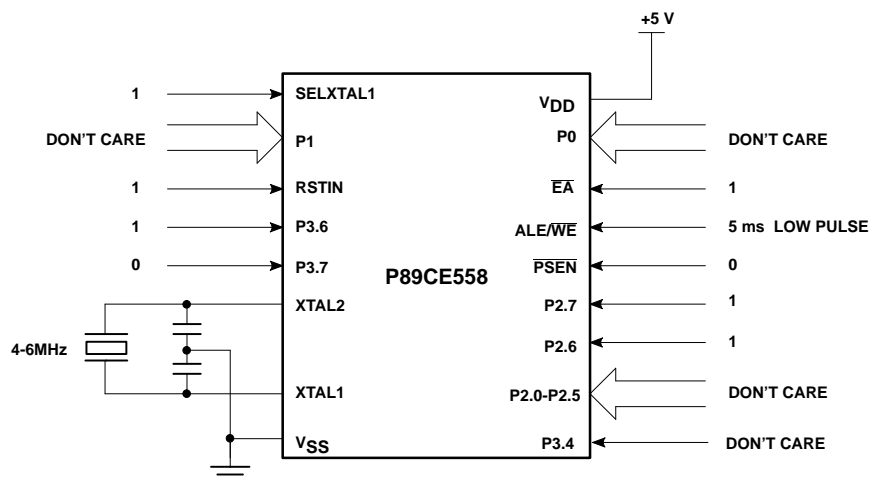 +5 V
1
SELXTAL1
VDD
DON'T CARE
P1
P0
DON'T CARE
1
RSTIN
EA
1
1
P3.6
ALE/WE
5 ms LOW PULSE
0
P3.7
P89CE558
PSEN
0
XTAL2
P2.7
1
4-6MHz
P2.6
1
XTAL1
P2.0-P2.5
DON'T CARE
VSS
P3.4
DON'T CARE